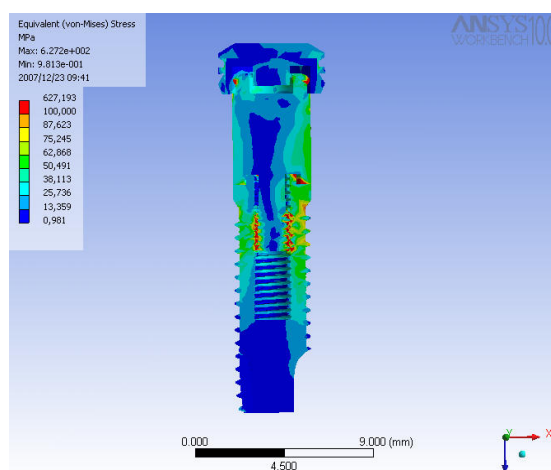 Equivalent (von-Mises) Stress
MPa
Max: 6.272e+002
Min: 9.813e-001
2007/12/23 09:41
627,193
100,000
87,623
75,245
62,868
50,491
38,113
25,736
13,359
0,981
ANSYS 10.0
WORKBENCH
0.000
9.000 (mm)
4.500
Y
X